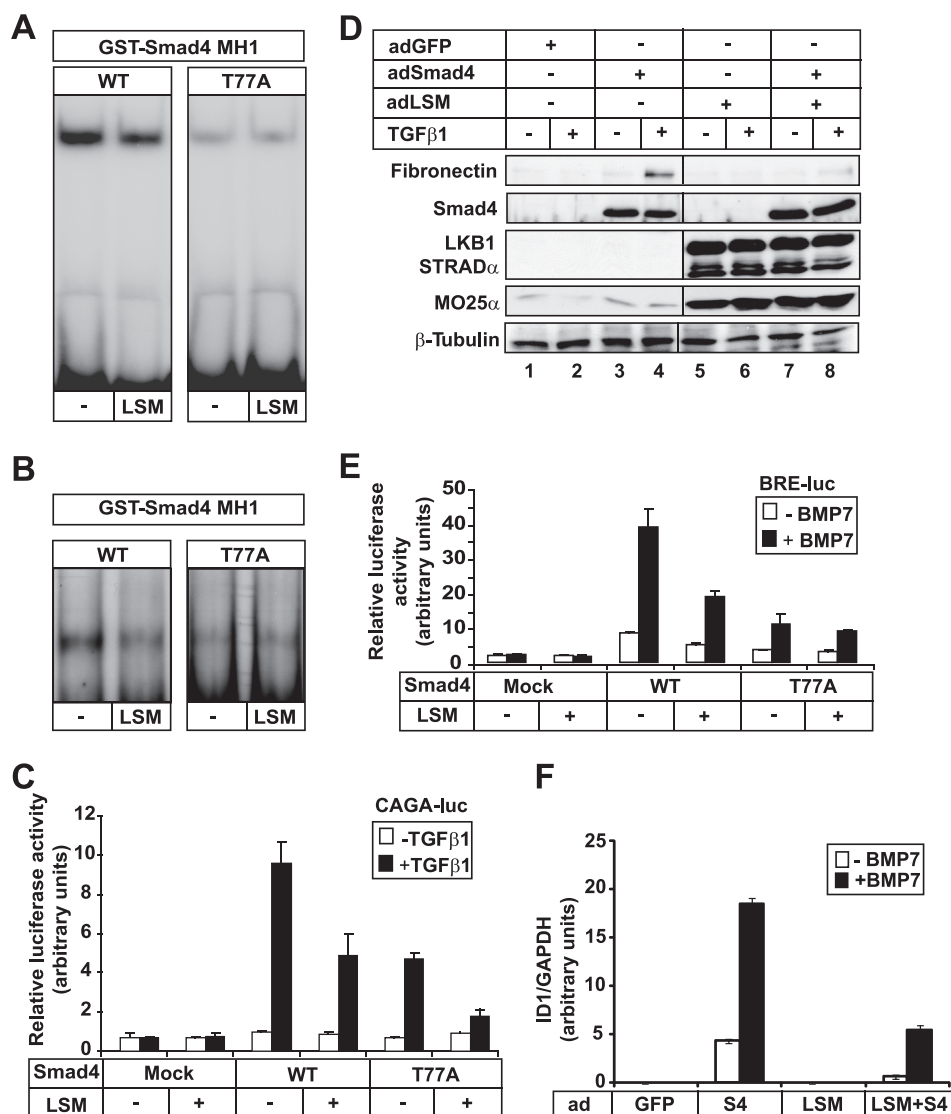 A
GST-Smad4 MH1
WT T77A
- LSM - LSM
B
GST-Smad4 MH1
WT T77A
- LSM - LSM
C
CAGA-luc
-TGFβ1
+TGFβ1
Relative luciferase activity
(arbitrary units)
12
10
8
6
4
2
0
Smad4 Mock WT T77A
LSM - + - + - +
D
adGFP + - - -
adSmad4 - + - +
adLSM - - + +
TGFβ1 - + - + - + - +
Fibronectin
Smad4
LKB1
STRADα
MO25α
β-Tubulin
1 2 3 4 5 6 7 8
E
BRE-luc
- BMP7
+ BMP7
Relative luciferase
activity
(arbitrary units)
50
40
30
20
10
0
Smad4 Mock WT T77A
LSM - + - + - +
F
- BMP7
+BMP7
ID1/GAPDH
(arbitrary units)
25
20
15
10
5
0
ad GFP S4 LSM LSM+S4